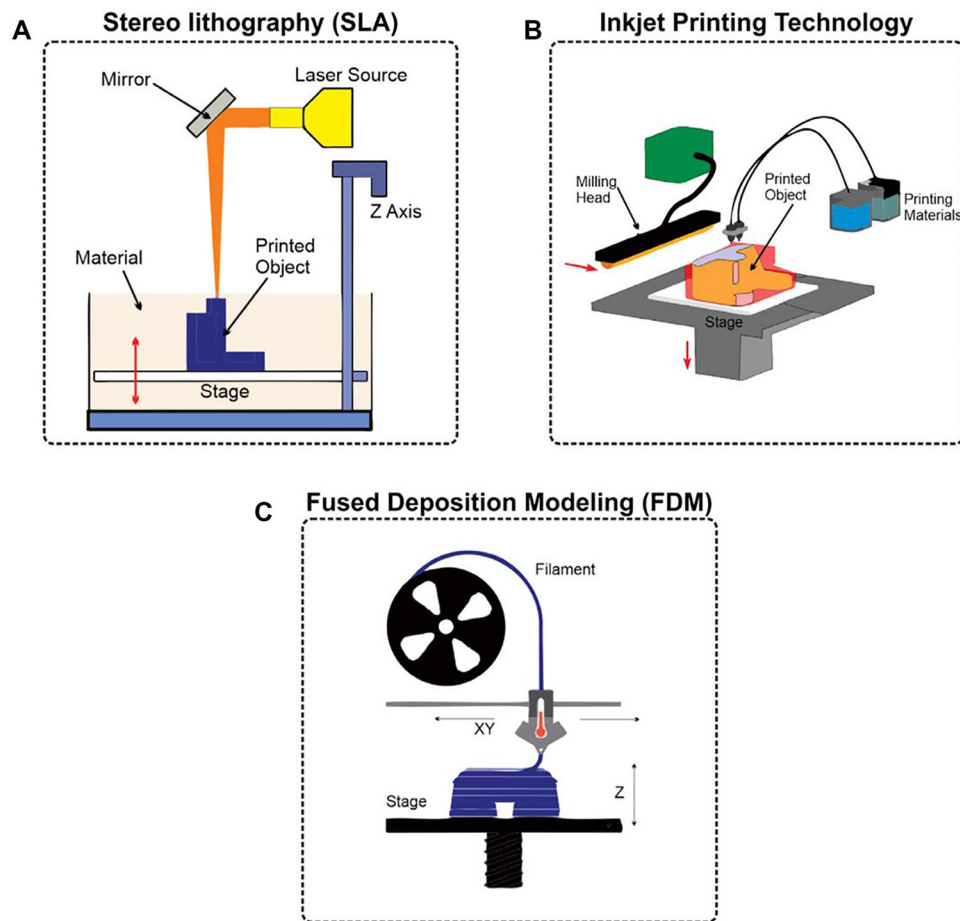 A
Stereo lithography (SLA)
Mirror
Laser Source
Z Axis
Material
Printed
Object
Stage
B
Inkjet Printing Technology
Milling
Head
Printed
Object
Printing
Materials
Stage
C
Fused Deposition Modeling (FDM)
Filament
XY
Z
Stage